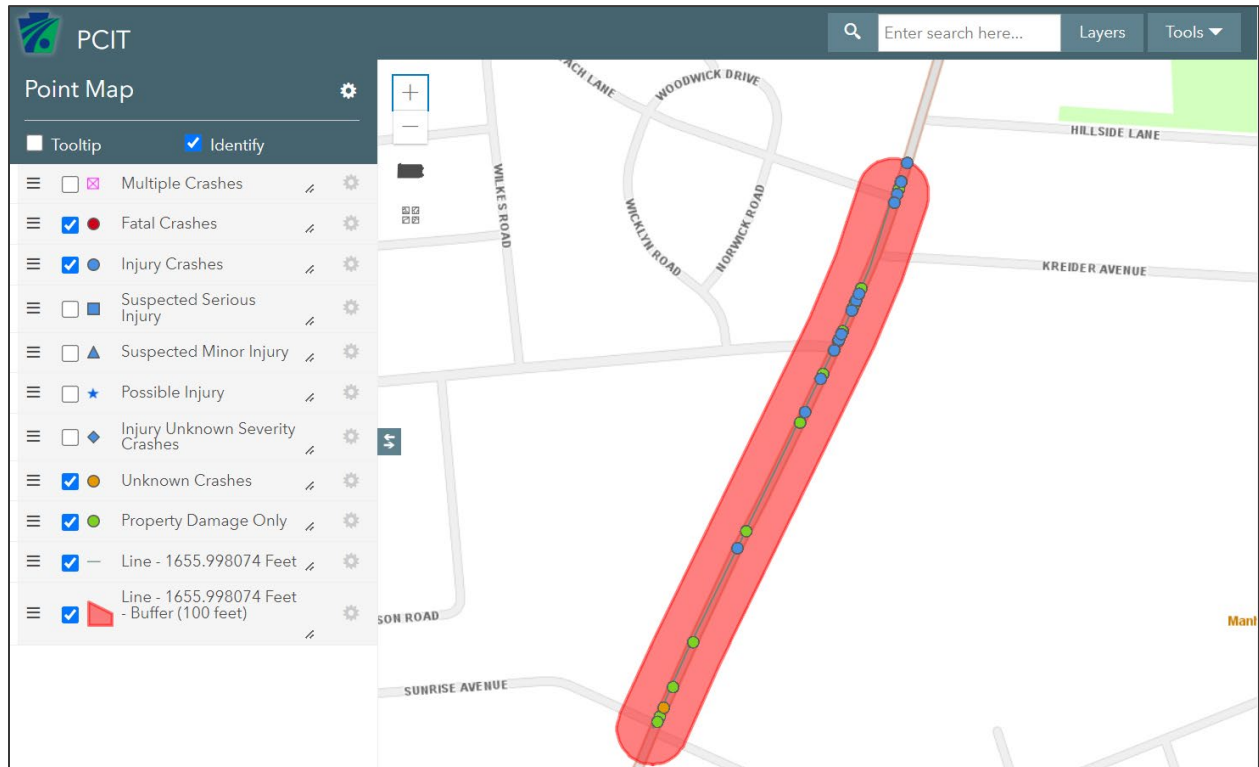 PCIT
Enter search here...
Layers
Tools
Point Map
Tooltip
Identify
Multiple Crashes
Fatal Crashes
Injury Crashes
Suspected Serious
Injury
Suspected Minor Injury
Possible Injury
Injury Unknown Severity
Crashes
Unknown Crashes
Property Damage Only
Line - 1655.998074 Feet
Line - 1655.998074 Feet
- Buffer (100 feet)
ACH LANE
WOODWICK DRIVE
HILLSIDE LANE
WILKES ROAD
WICKLYN ROAD
NORWICK ROAD
KREIDER AVENUE
SON ROAD
SUNRISE AVENUE
Manh